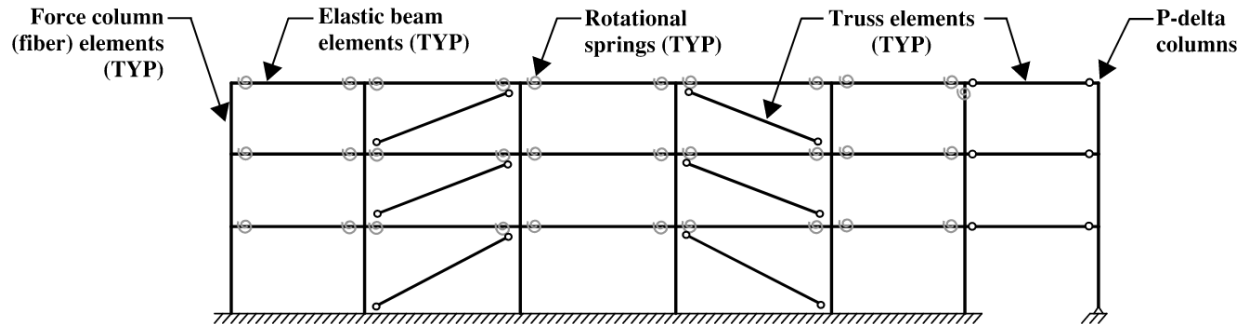 Force column
(fiber) elements
(TYP)
Elastic beam
elements (TYP)
Rotational
springs (TYP)
Truss elements
(TYP)
P-delta
columns